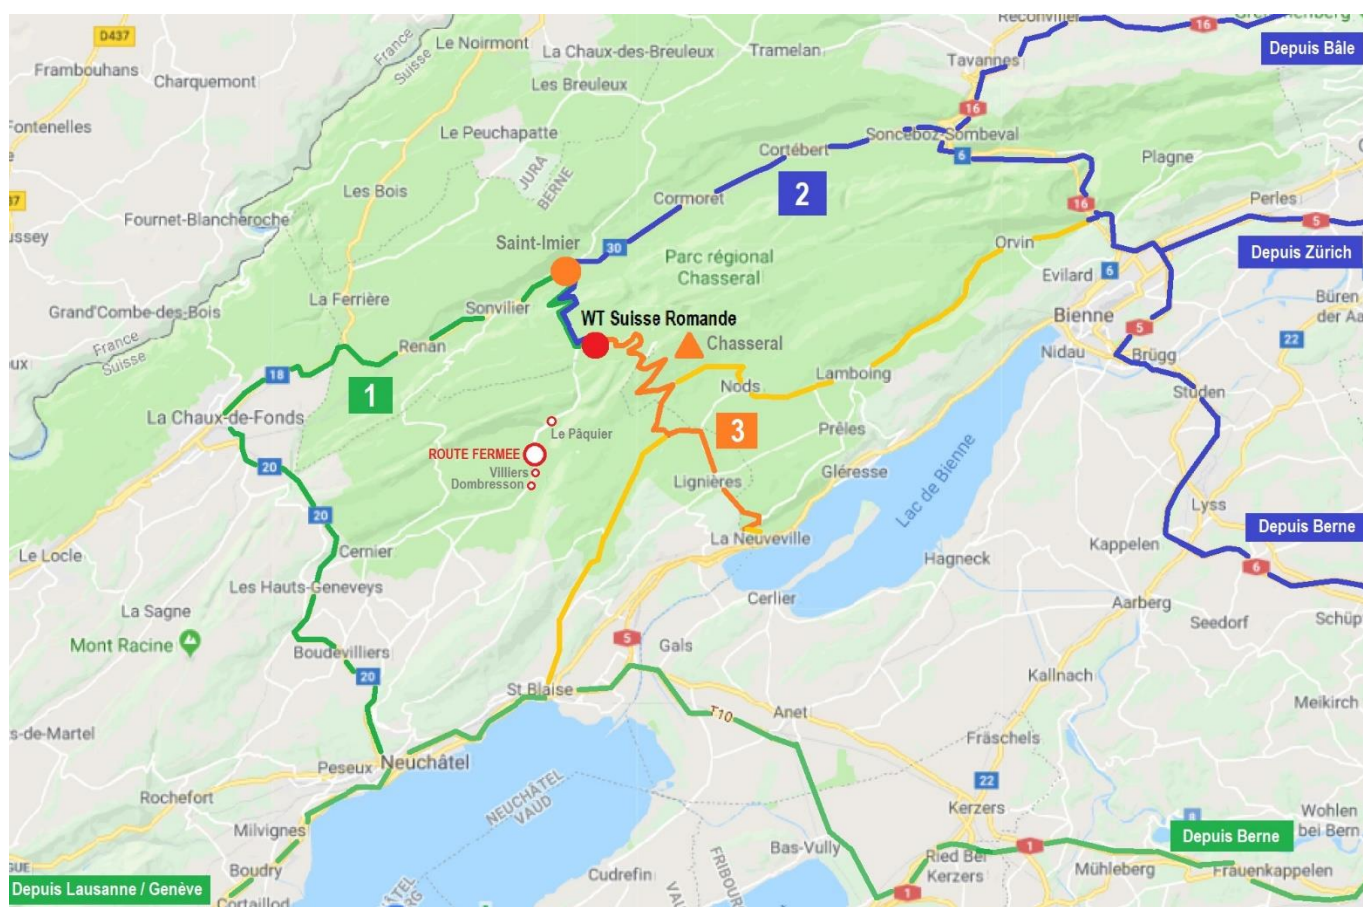 Reconvilier
16
Depuis Bâle
D437
Le Noirmont
La Chaux-des-Breuleux
Tramelan
Tavannes
France
Suisse
Frambouhans
Charquemont
Les Breuleux
16
Fontenelles
Le Peuchapatte
Sonceboz-Sombeval
Cortébert
6
Plagne
JURA
BERNE
Les Bois
2
Cormoret
16
Perles
5
Fournet-Blancheroche
Saint-Imier
30
Orvin
Depuis Zürich
Parc régional
Chasseral
Evilard
6
La Ferrière
Sonvilier
Grand'Combe-des-Bois
WT Suisse Romande
Bienne
5
Büren
der Aa
France
Suisse
Renan
Chasseral
Nidau
Brügg
22
18
1
Nods
Lamboing
Studen
La Chaux-de-Fonds
3
Le Pâquier
Prêles
ROUTE FERMEE
20
Villiers
Dombresson
Lignières
Gléresse
Lac de Bienne
Lyss
20
Depuis Berne
Le Locle
Cernier
La Neuveville
Kappelen
Hagneck
6
Les Hauts-Geneveys
Cerlier
Aarberg
La Sagne
Seedorf
Schüp
Mont Racine
5
Gals
Boudevilliers
20
Kallnach
St Blaise
Meikirch
T10
Anet
s-de-Martel
Fräschels
Neuchâtel
Peseux
22
NEUCHÂTEL
VAUD
Rochefort
Kerzers
Wohlen
bei Bern
Milvignes
Depuis Berne
Bas-Vully
1
Ried Bei
Kerzers
Boudry
Mühleberg
Frauenkappelen
Cudrefin
FRIBOU
Depuis Lausanne / Genève
1
Cortaillod